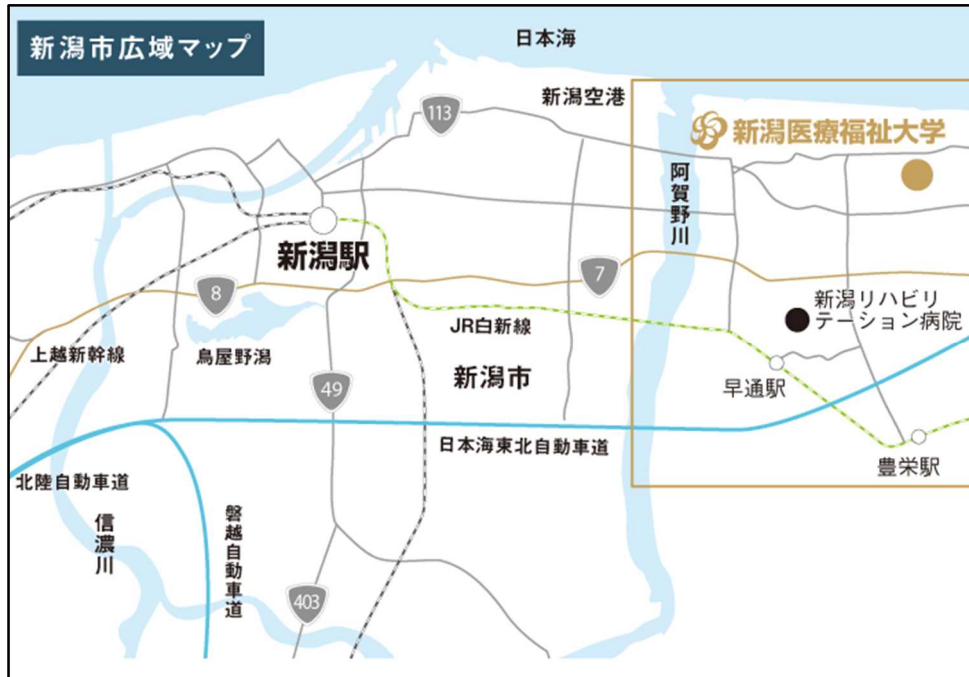 新潟市広域マップ
日本海
新潟空港
113
新潟医療福祉大学
阿賀野川
新潟駅
7
8
新潟リハビリ
テーション病院
JR白新線
上越新幹線
鳥屋野潟
新潟市
49
早通駅
日本海東北自動車道
豊栄駅
北陸自動車道
信濃川
磐越自動車道
403